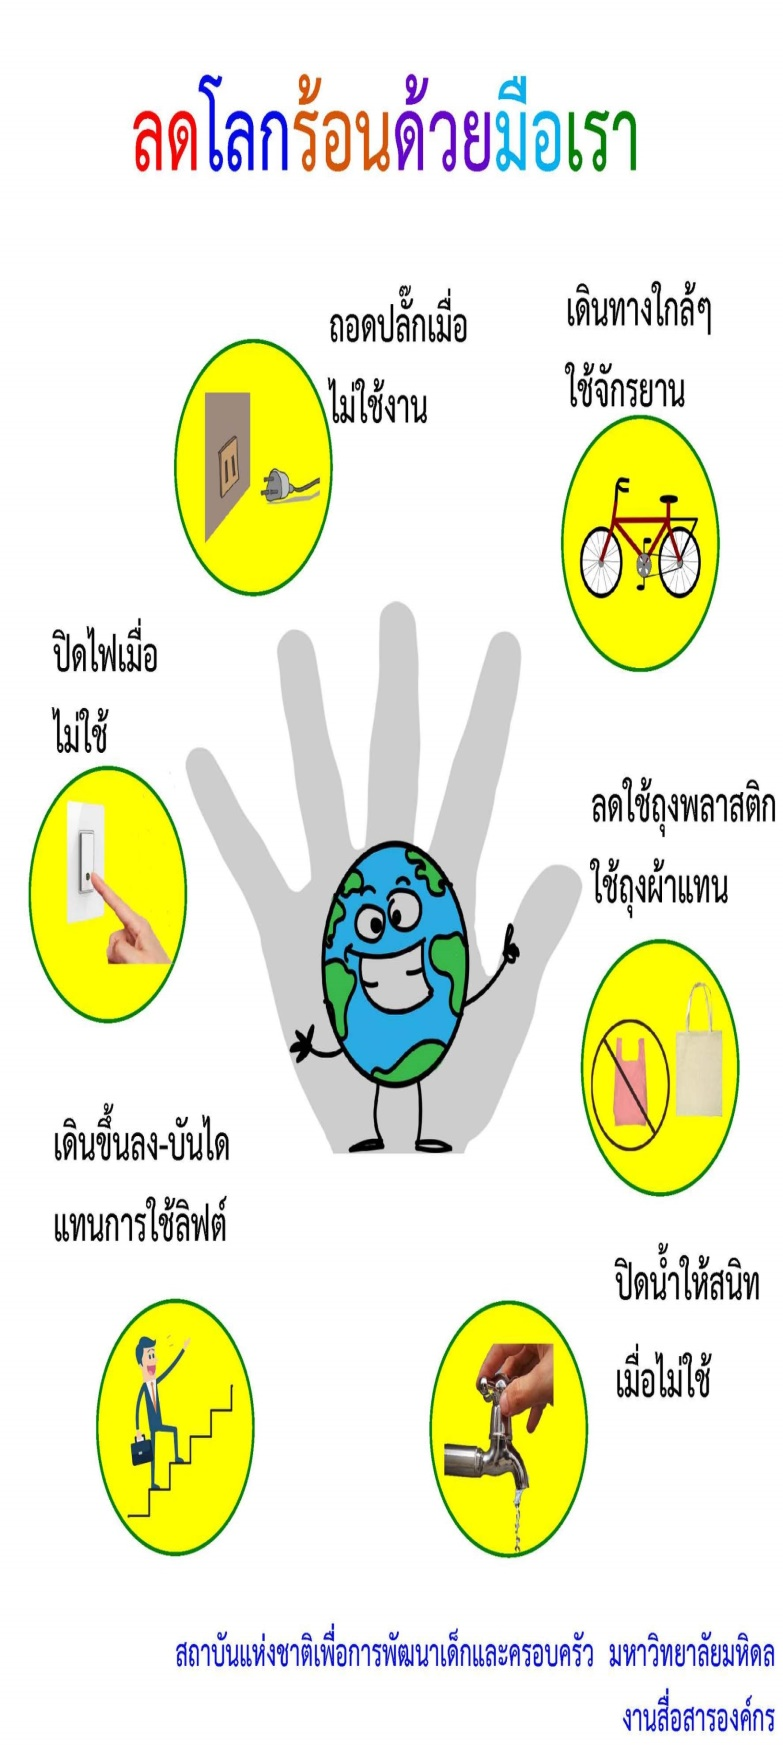 ลดโลกร้อนด้วยมือเรา
ถอดปลั๊กเมื่อ
ไม่ใช้งาน
เดินทางใกล้ๆ
ใช้จักรยาน
ปิดไฟเมื่อ
ไม่ใช้
ลดใช้ถุงพลาสติก
ใช้ถุงผ้าแทน
เดินขึ้นลง-บันได
แทนการใช้ลิฟต์
ปิดน้ำให้สนิท
เมื่อไม่ใช้
สถาบันแห่งชาติเพื่อการพัฒนาเด็กและครอบครัว มหาวิทยาลัยมหิดล
งานสื่อสารองค์กร